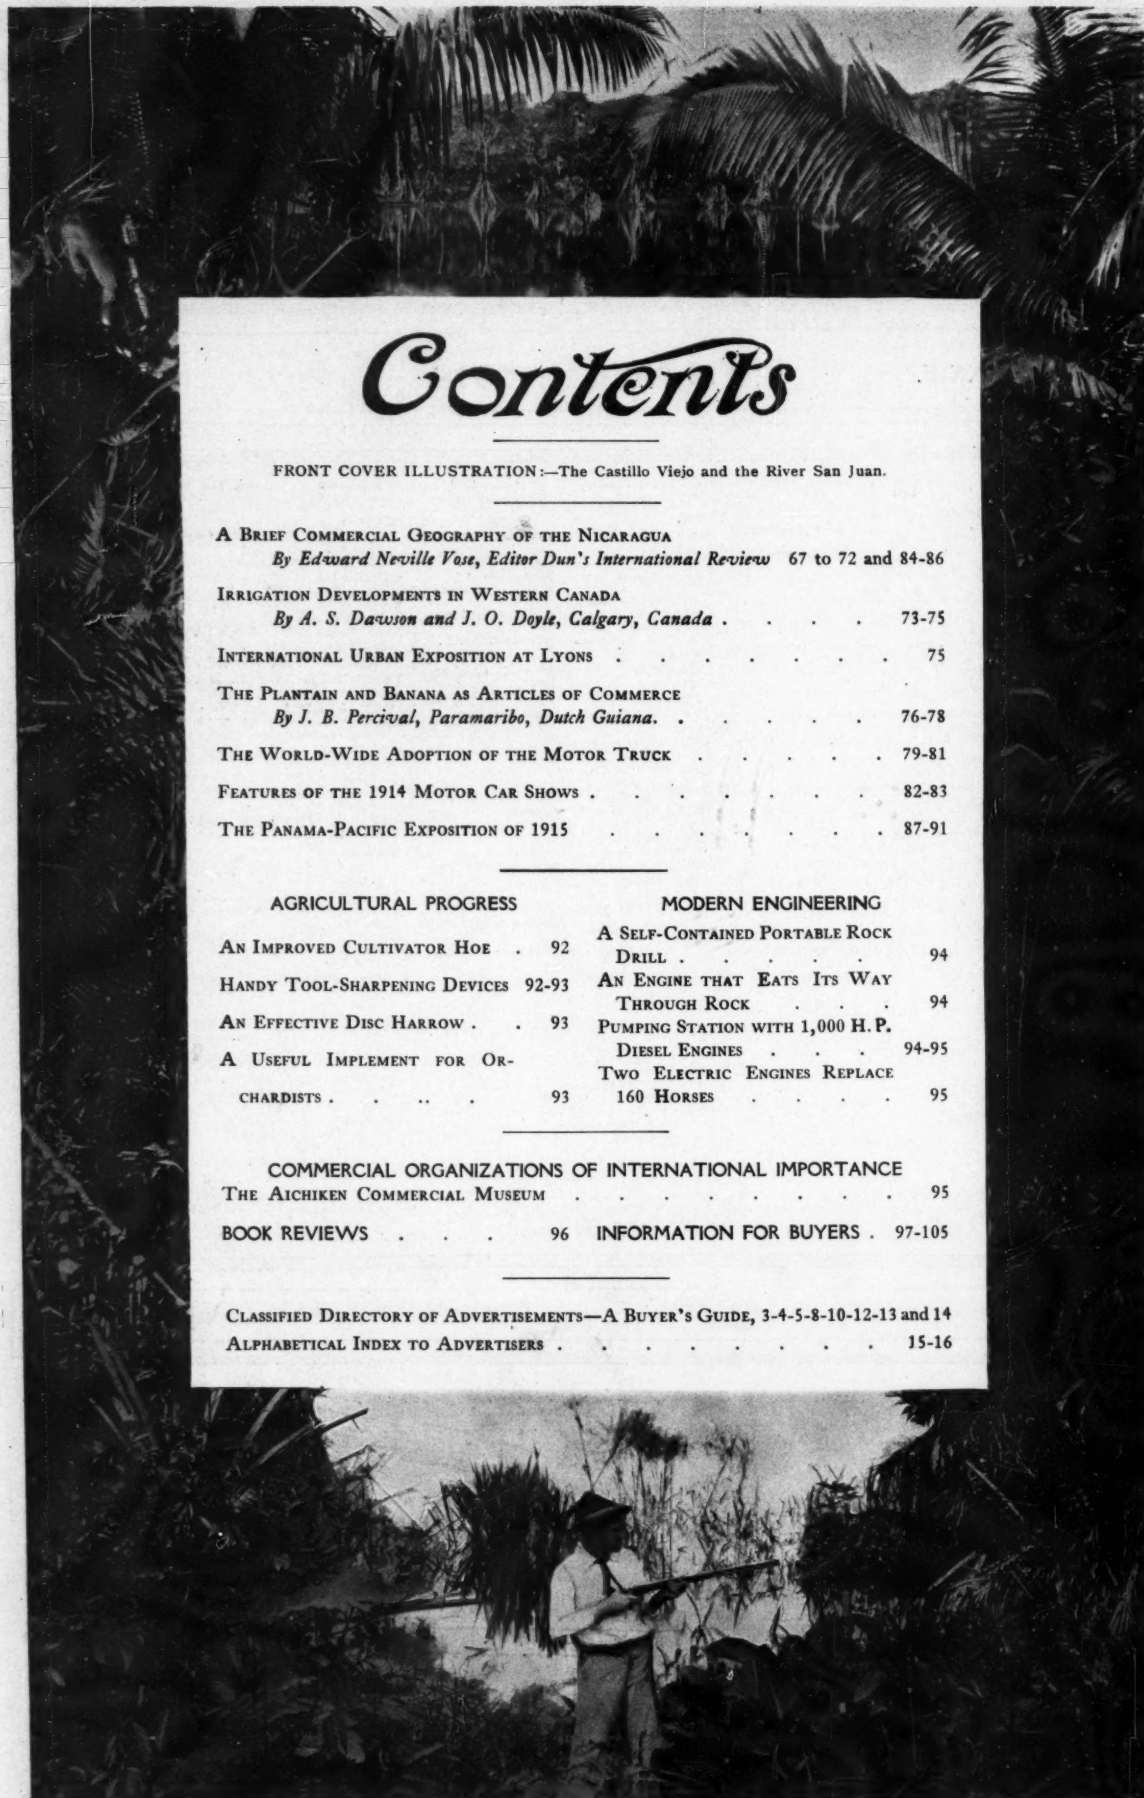 Contents
FRONT COVER ILLUSTRATION:—The Castillo Viejo and the River San Juan.
A BRIEF COMMERCIAL GEOGRAPHY OF THE NICARAGUA
By Edward Neville Vose, Editor Dun's International Review 67 to 72 and 84-86
IRRIGATION DEVELOPMENTS IN WESTERN CANADA
By A. S. Dawson and J. O. Doyle, Calgary, Canada . . . . 73-75
INTERNATIONAL URBAN EXPOSITION AT LYONS . . . . . . . 75
THE PLANTAIN AND BANANA AS ARTICLES OF COMMERCE
By J. B. Percival, Paramaribo, Dutch Guiana. . . . . . 76-78
THE WORLD-WIDE ADOPTION OF THE MOTOR TRUCK . . . . . 79-81
FEATURES OF THE 1914 MOTOR CAR SHOWS . . . . . . . 82-83
THE PANAMA-PACIFIC EXPOSITION OF 1915 . . . . . . . 87-91
AGRICULTURAL PROGRESS
AN IMPROVED CULTIVATOR HOE . 92
HANDY TOOL-SHARPENING DEVICES 92-93
AN EFFECTIVE DISC HARROW . . 93
A USEFUL IMPLEMENT FOR OR-
CHARDISTS . . .. . 93
MODERN ENGINEERING
A SELF-CONTAINED PORTABLE ROCK
DRILL . . . . . 94
AN ENGINE THAT EATS ITS WAY
THROUGH ROCK . . . 94
PUMPING STATION WITH 1,000 H.P.
DIESEL ENGINES . . . 94-95
TWO ELECTRIC ENGINES REPLACE
160 HORSES . . . . 95
COMMERCIAL ORGANIZATIONS OF INTERNATIONAL IMPORTANCE
THE AICHIKEN COMMERCIAL MUSEUM . . . . . . . . 95
BOOK REVIEWS . . . 96 INFORMATION FOR BUYERS . 97-105
CLASSIFIED DIRECTORY OF ADVERTISEMENTS—A BUYER'S GUIDE, 3-4-5-8-10-12-13 and 14
ALPHABETICAL INDEX TO ADVERTISERS . . . . . . . . 15-16